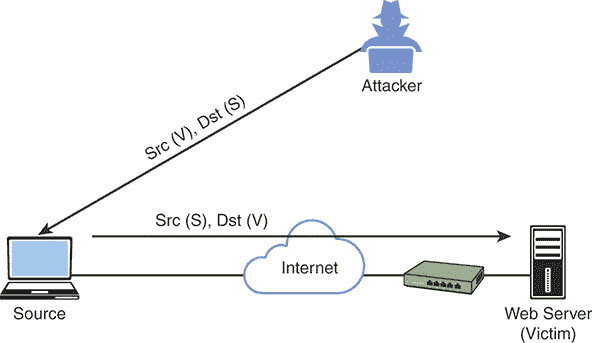 Attacker
Src (V), Dst (S)
Src (S), Dst (V)
Internet
Source
Web Server
(Victim)